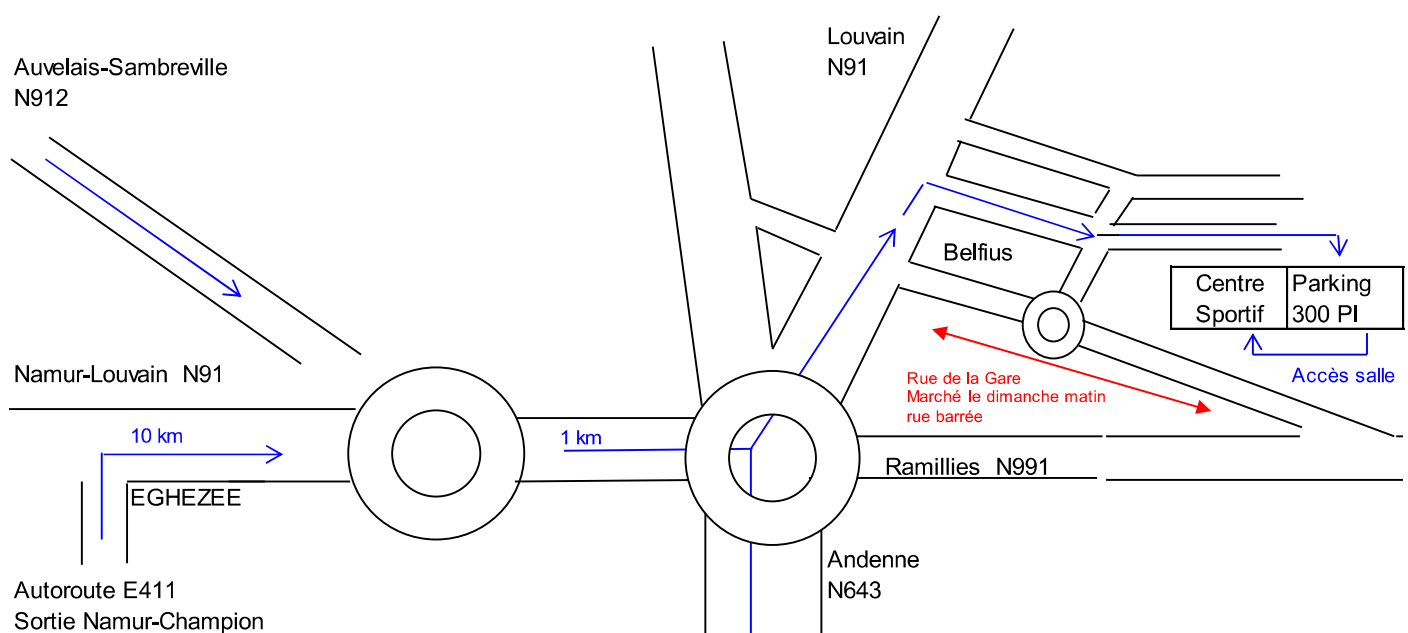 Auvelais-Sambreville
N912
Louvain
N91
Belfius
Centre
Sportif
Parking
300 Pl
Accès salle
Namur-Louvain N91
10 km
1 km
Rue de la Gare
Marché le dimanche matin
rue barrée
Ramillies N991
EGHEZEE
Andenne
N643
Autoroute E411
Sortie Namur-Champion